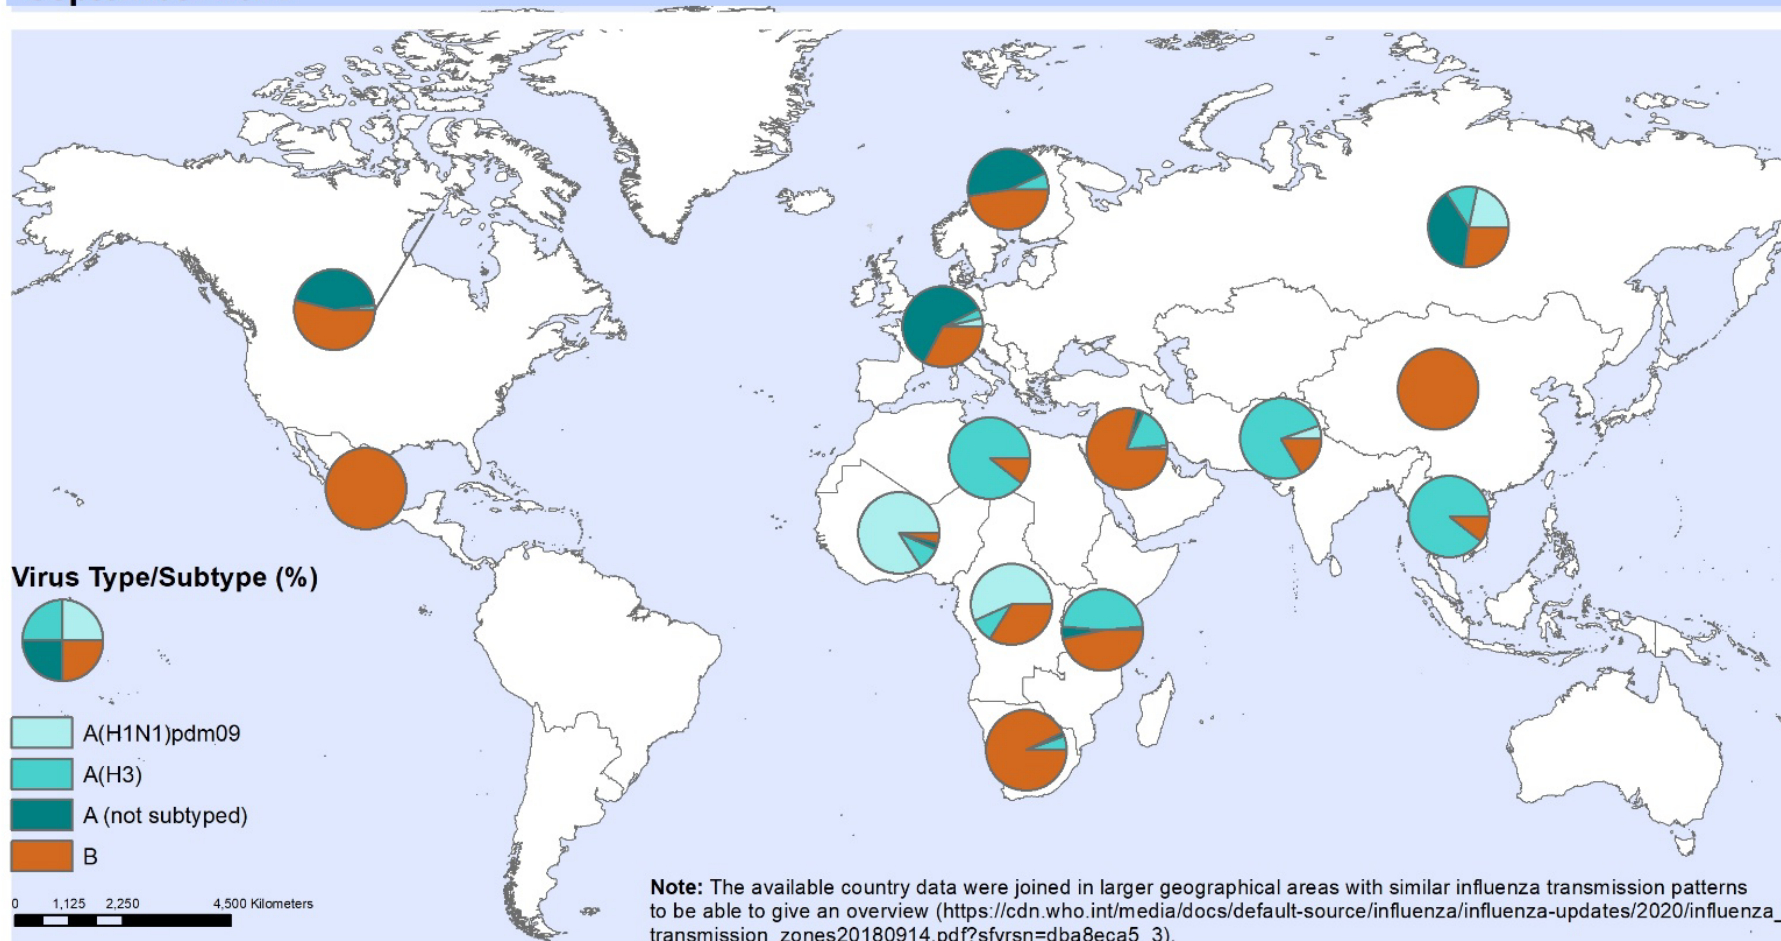 Virus Type/Subtype (%)
A(H1N1)pdm09
A(H3)
A (not subtyped)
B
0 1,125 2,250 4,500 Kilometers
Note: The available country data were joined in larger geographical areas with similar influenza transmission patterns
to be able to give an overview (https://cdn.who.int/media/docs/default-source/influenza/influenza-updates/2020/influenza_
transmission_zones20180914.pdf?sfvrsn=dba8eca5_3).